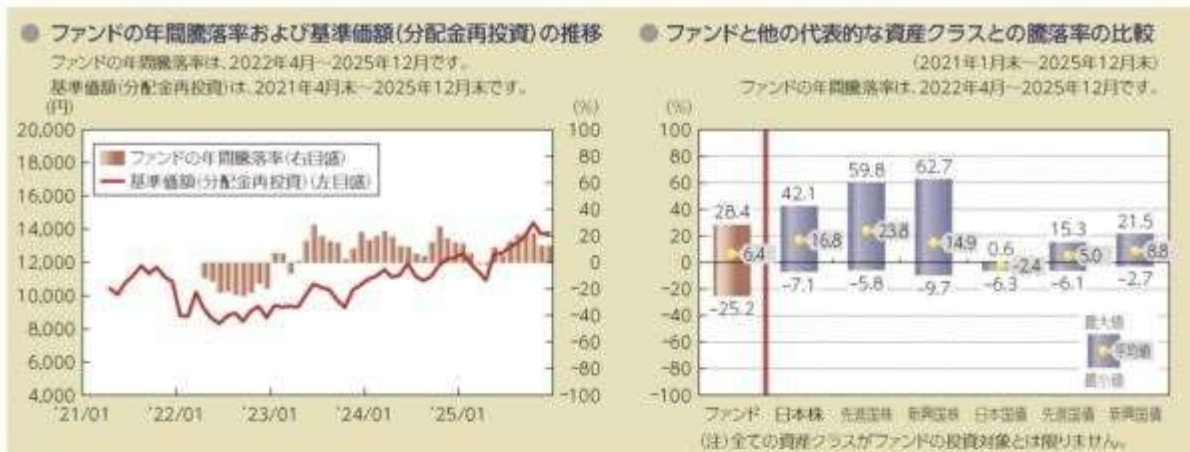 ● ファンドの年間騰落率および基準価額(分配金再投資)の推移
ファンドの年間騰落率は、2022年4月~2025年12月です。
基準価額(分配金再投資)は、2021年4月末~2025年12月末です。
(円)
(%)
20,000
18,000
16,000
14,000
12,000
10,000
8,000
6,000
4,000
ファンドの年間騰落率(右目盛)
基準価額(分配金再投資)(左目盛)
100
80
60
40
20
0
-20
-40
-60
-80
-100
'21/01 '22/01 '23/01 '24/01 '25/01
● ファンドと他の代表的な資産クラスとの騰落率の比較
(2021年1月末~2025年12月末)
ファンドの年間騰落率は、2022年4月~2025年12月です。
(%)
100
80
60
40
20
0
-20
-40
-60
-80
-100
28.4 42.1 59.8 62.7 0.6 15.3 21.5
6.4 16.8 23.8 14.9 -2.4 5.0 8.8
-25.2 -7.1 -5.8 -9.7 -6.3 -6.1 -2.7
最大値
平均値
最小値
ファンド 日本株 先進国株 新興国株 日本国債 先進国債 新興国債
(注)全ての資産クラスがファンドの投資対象とは限りません。